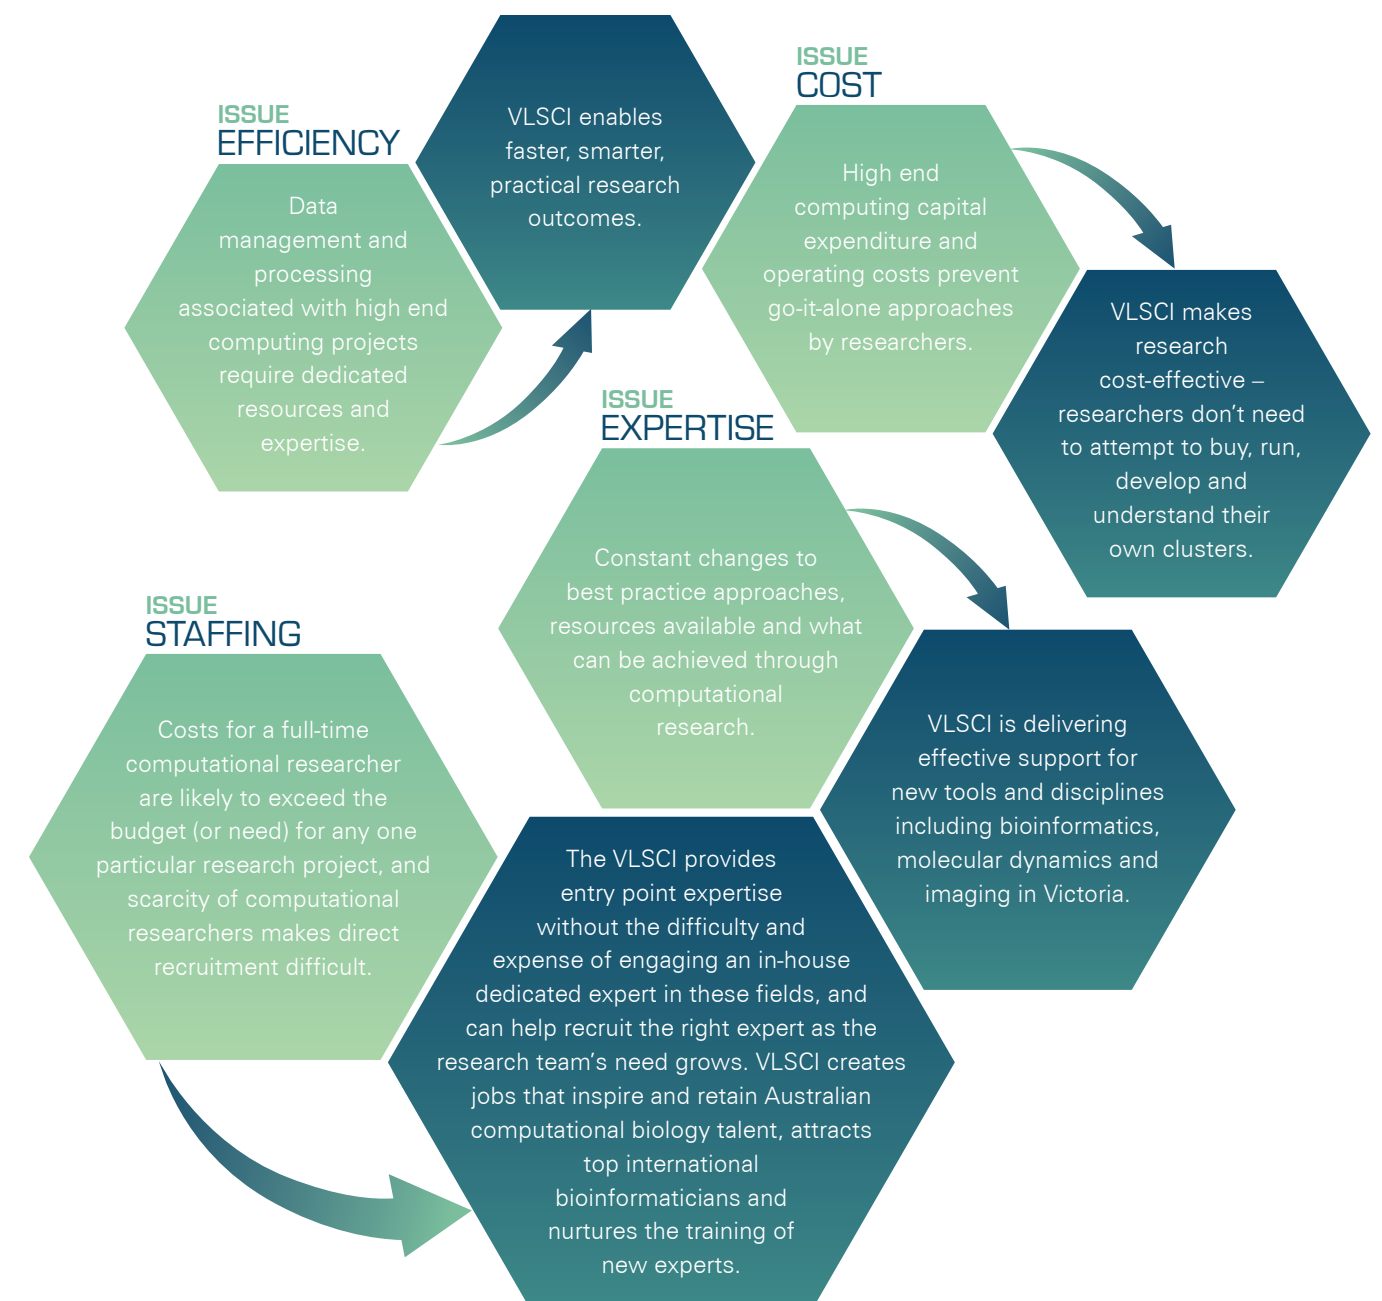 ISSUE
EFFICIENCY
Data
management and
processing
associated with high end
computing projects
require dedicated
resources and
expertise.
VLSCI enables
faster, smarter,
practical research
outcomes.
ISSUE
COST
High end
computing capital
expenditure and
operating costs prevent
go-it-alone approaches
by researchers.
VLSCI makes
research
cost-effective –
researchers don’t need
to attempt to buy, run,
develop and
understand their
own clusters.
ISSUE
EXPERTISE
Constant changes to
best practice approaches,
resources available and what
can be achieved through
computational
research.
VLSCI is delivering
effective support for
new tools and disciplines
including bioinformatics,
molecular dynamics and
imaging in Victoria.
ISSUE
STAFFING
Costs for a full-time
computational researcher
are likely to exceed the
budget (or need) for any one
particular research project, and
scarcity of computational
researchers makes direct
recruitment difficult.
The VLSCI provides
entry point expertise
without the difficulty and
expense of engaging an in-house
dedicated expert in these fields, and
can help recruit the right expert as the
research team’s need grows. VLSCI creates
jobs that inspire and retain Australian
computational biology talent, attracts
top international
bioinformaticians and
nurtures the training of
new experts.